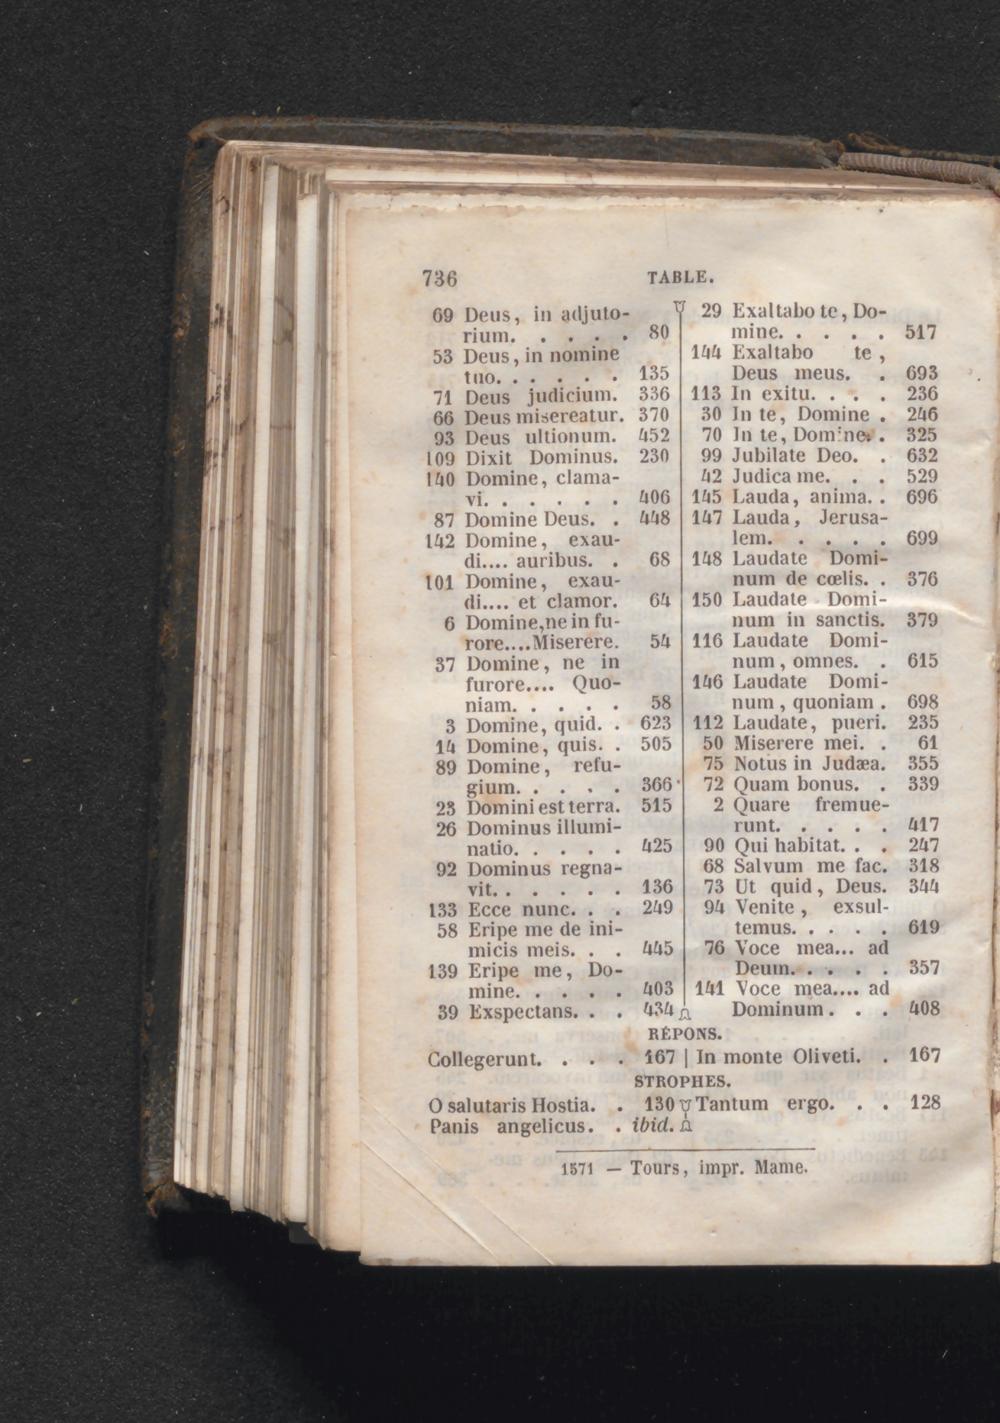 736
TABLE.
69 Deus, in adjuto-
rium. . . . . . 80
53 Deus, in nomine
tuo. . . . . . 135
71 Deus judicium. 336
66 Deus misereatur. 370
93 Deus ultionum. 452
109 Dixit Dominus. 230
140 Domine, clama-
vi. . . . . . . 406
87 Domine Deus. . 448
142 Domine, exau-
di.... auribus. . 68
101 Domine, exau-
di.... et clamor. 64
6 Domine, ne in fu-
rore....Miserere. 54
37 Domine, ne in
furore.... Quo-
niam. . . . . 58
3 Domine, quid. . 623
14 Domine, quis. . 505
89 Domine, refu-
gium. . . . . 366
23 Domini est terra. 515
26 Dominus illumi-
natio. . . . . 425
92 Dominus regna-
vit. . . . . . 136
133 Ecce nunc. . . 249
58 Eripe me de ini-
micis meis. . . 445
139 Eripe me, Do-
mine. . . . . 403
39 Exspectans. . . 434
29 Exaltabo te, Do-
mine. . . . . 517
144 Exaltabo te,
Deus meus. . 693
113 In exitu. . . . 236
30 In te, Domine . 246
70 In te, Domine. . 325
99 Jubilate Deo. . 632
42 Judica me. . . 529
145 Lauda, anima. . 696
147 Lauda, Jerusa-
lem. . . . . 699
148 Laudate Domi-
num de cœlis. . 376
150 Laudate Domi-
num in sanctis. 379
116 Laudate Domi-
num, omnes. . 615
146 Laudate Domi-
num, quoniam . 698
112 Laudate, pueri. 235
50 Miserere mei. . 61
75 Notus in Judæa. 355
72 Quam bonus. . 339
2 Quare fremue-
runt. . . . . 417
90 Qui habitat. . . 247
68 Salvum me fac. 318
73 Ut quid, Deus. 344
94 Venite, exsul-
temus. . . . . 619
76 Voce mea... ad
Deum. . . . . 357
141 Voce mea.... ad
Dominum. . . 408
RÉPONS.
Collegerunt. . . . 167 | In monte Oliveti. . 167
STROPHES.
O salutaris Hostia. . 130 Tantum ergo. . . 128
Panis angelicus. . ibid.
1571 — Tours, impr. Mame.